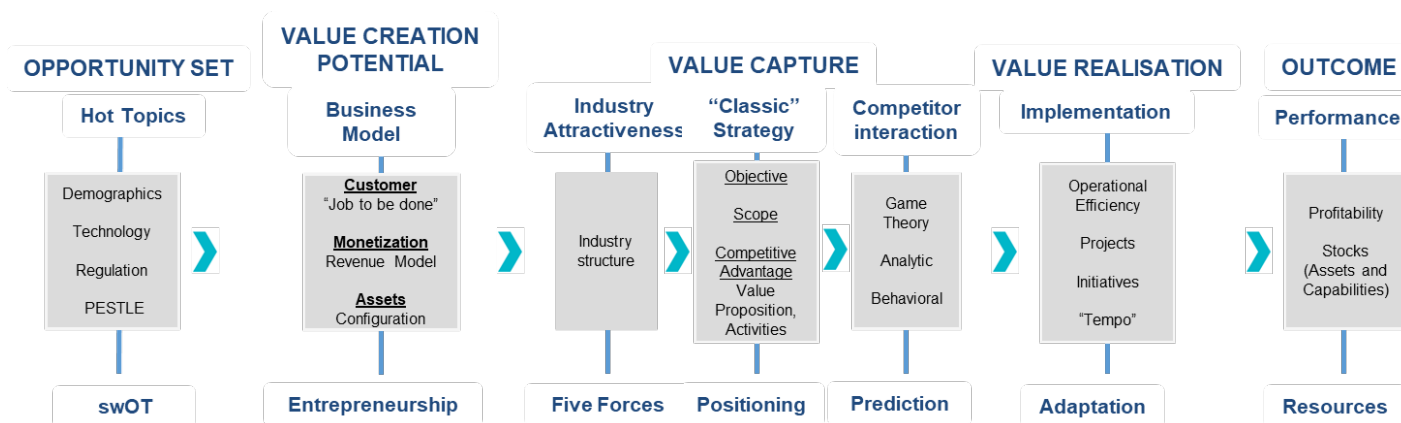 OPPORTUNITY SET
Hot Topics
Demographics
Technology
Regulation
PESTLE
swOT
VALUE CREATION
POTENTIAL
Business
Model
Customer
"Job to be done"
Monetization
Revenue Model
Assets
Configuration
Entrepreneurship
VALUE CAPTURE
Industry
Attractiveness
Industry
structure
Five Forces
“Classic”
Strategy
Objective
Scope
Competitive
Advantage
Value
Proposition,
Activities
Positioning
Competitor
interaction
Game
Theory
Analytic
Behavioral
Prediction
VALUE REALISATION
Implementation
Operational
Efficiency
Projects
Initiatives
“Tempo”
Adaptation
OUTCOME
Performance
Profitability
Stocks
(Assets and
Capabilities)
Resources